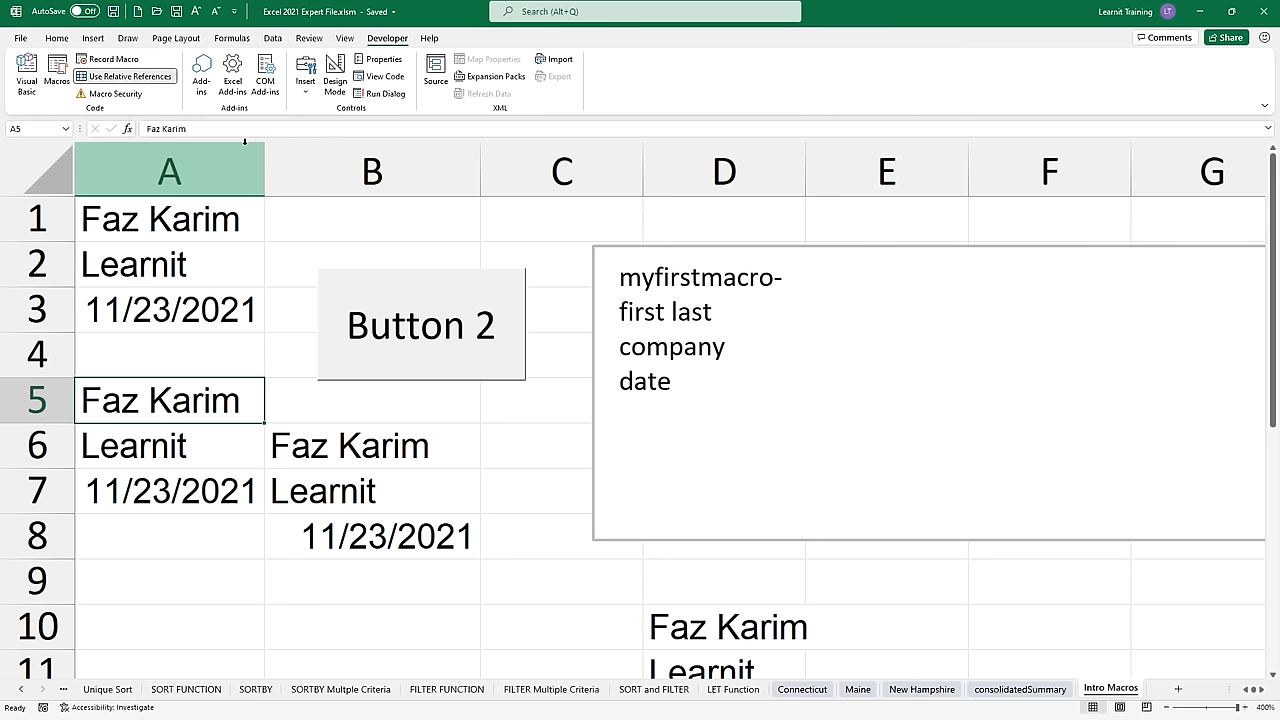 AutoSave Off Excel 2021 Expert File.xlsm - Saved Search (Alt+Q) Learnit Training LT
File Home Insert Draw Page Layout Formulas Data Review View Developer Help Comments Share
Visual Basic
Macros
Record Macro
Use Relative References
Macro Security
Code
Add-ins
Excel Add-ins
COM Add-ins
Add-ins
Insert
Design Mode
Properties
View Code
Run Dialog
Controls
Source
Map Properties
Expansion Packs
Refresh Data
Import
Export
XML
A5 fx Faz Karim
A B C D E F G
1 Faz Karim
2 Learnit
3 11/23/2021
4
5 Faz Karim
6 Learnit Faz Karim
7 11/23/2021 Learnit
8 11/23/2021
9
10 Faz Karim
11 Learnit
Button 2
myfirstmacro-
first last
company
date
Unique Sort SORT FUNCTION SORTBY SORTBY Multple Criteria FILTER FUNCTION FILTER Multiple Criteria SORT and FILTER LET Function Connecticut Maine New Hampshire consolidatedSummary Intro Macros
Ready Accessibility: Investigate 400%